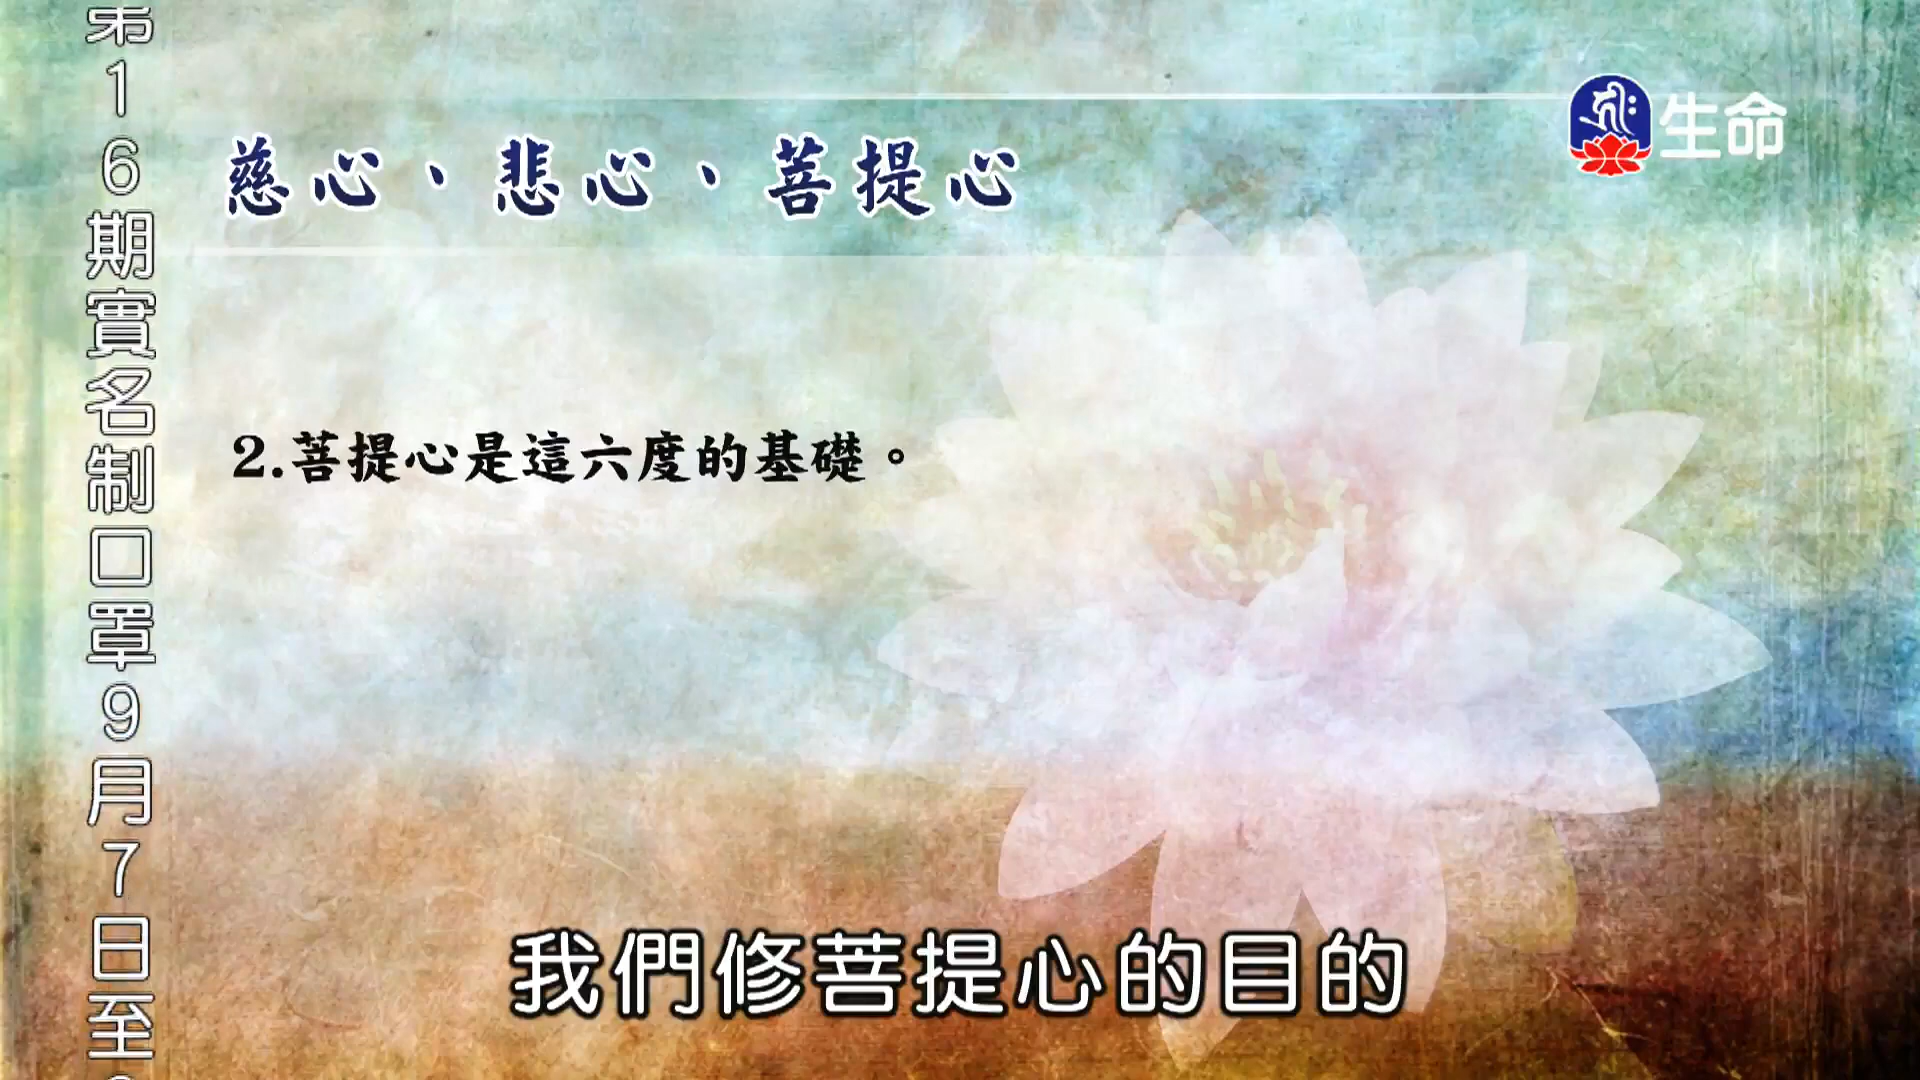 第16期實名制口罩9月7日至
生命
慈心、悲心、菩提心
2.菩提心是這六度的基礎。
我們修菩提心的目的